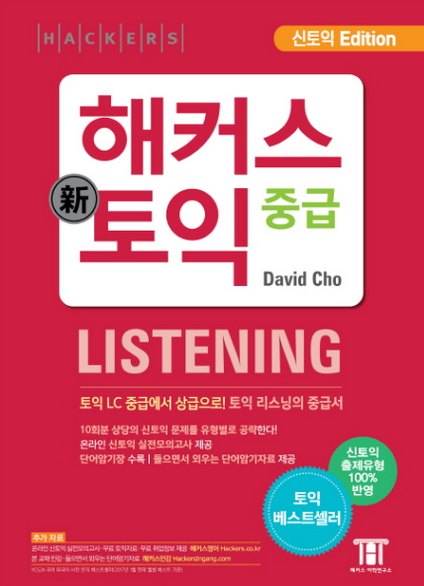 HACKERS
신토익 Edition
해커스
新
토익 중급
David Cho
LISTENING
토익 LC 중급에서 상급으로! 토익 리스닝의 중급서
10회분 상당의 신토익 문제를 유형별로 공략한다!
온라인 신토익 실전모의고사 제공
단어암기장 수록 | 들으면서 외우는 단어암기자료 제공
신토익
출제유형
100%
반영
토익
베스트셀러
추가 자료
온라인 신토익 실전모의고사·무료 토익자료·무료 취업정보 제공 해커스영어 Hackers.co.kr
본 교재 인강·들으면서 외우는 단어암기자료 해커스인강 HackersIngang.com
해커스 어학연구소